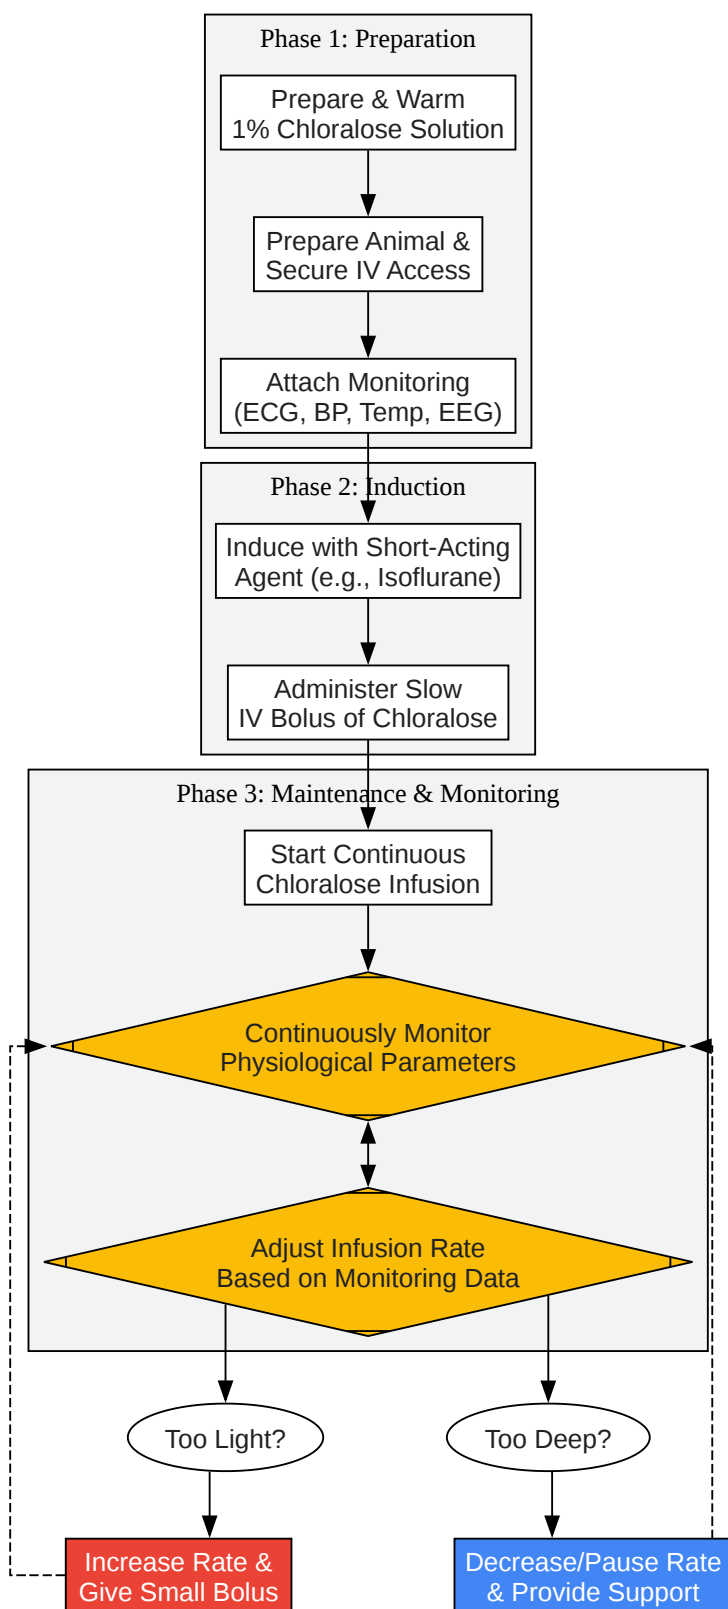 Phase 1: Preparation
Prepare & Warm
1% Chloralose Solution
Prepare Animal &
Secure IV Access
Attach Monitoring
(ECG, BP, Temp, EEG)
Phase 2: Induction
Induce with Short-Acting
Agent (e.g., Isoflurane)
Administer Slow
IV Bolus of Chloralose
Phase 3: Maintenance & Monitoring
Start Continuous
Chloralose Infusion
Continuously Monitor
Physiological Parameters
Adjust Infusion Rate
Based on Monitoring Data
Too Light?
Too Deep?
Increase Rate &
Give Small Bolus
Decrease/Pause Rate
& Provide Support